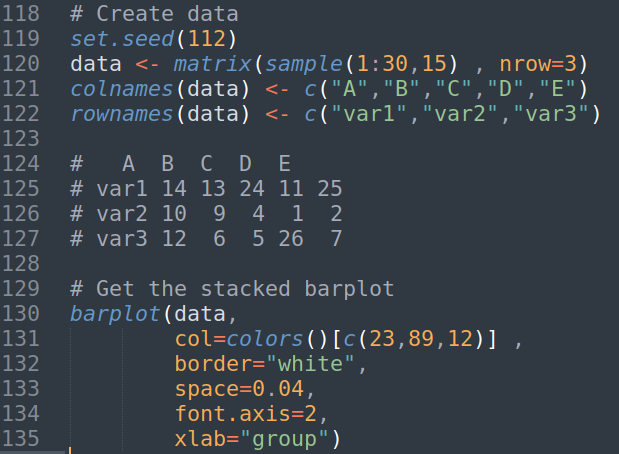 118 # Create data
119 set.seed(112)
120 data <- matrix(sample(1:30,15) , nrow=3)
121 colnames(data) <- c("A","B","C","D","E")
122 rownames(data) <- c("var1","var2","var3")
123
124 #   A  B  C  D  E
125 # var1 14 13 24 11 25
126 # var2 10  9  4  1  2
127 # var3 12  6  5 26  7
128
129 # Get the stacked barplot
130 barplot(data,
131         col=colors()[c(23,89,12)] ,
132         border="white",
133         space=0.04,
134         font.axis=2,
135         xlab="group")